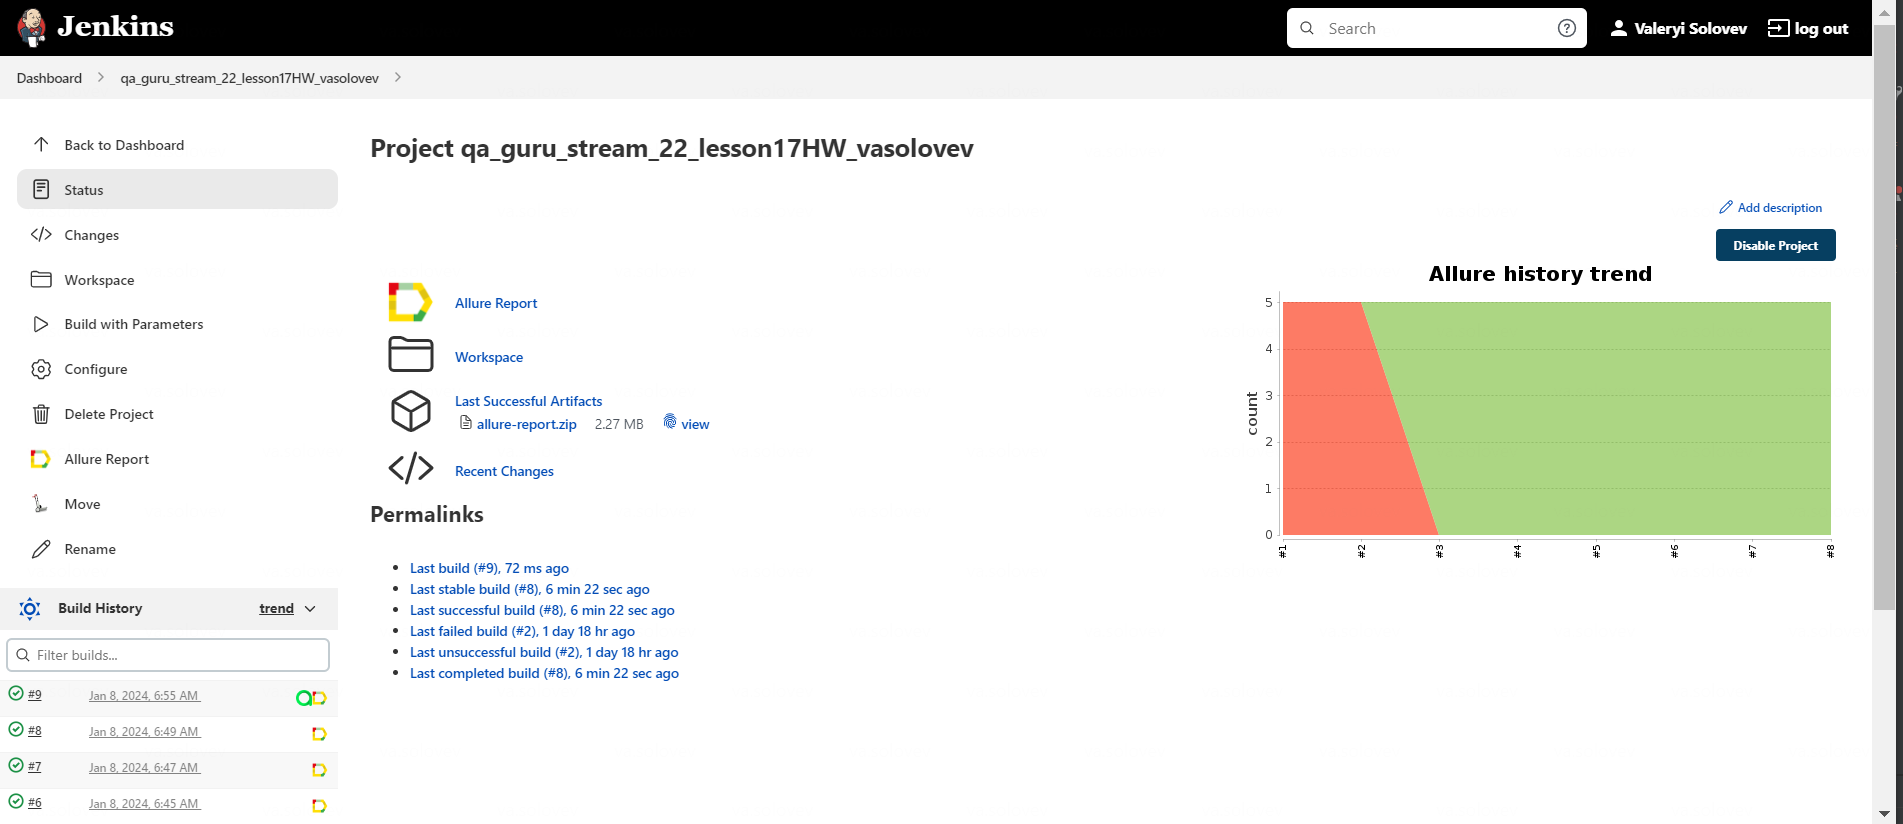 Jenkins
Search
Valeryi Solovev
log out
Dashboard
qa_guru_stream_22_lesson17HW_vasolovev
Back to Dashboard
Status
Changes
Workspace
Build with Parameters
Configure
Delete Project
Allure Report
Move
Rename
Build History
trend
Filter builds...
#9 Jan 8, 2024, 6:55 AM
#8 Jan 8, 2024, 6:49 AM
#7 Jan 8, 2024, 6:47 AM
#6 Jan 8, 2024, 6:45 AM
Project qa_guru_stream_22_lesson17HW_vasolovev
Add description
Disable Project
Allure Report
Workspace
Last Successful Artifacts
allure-report.zip 2.27 MB view
Recent Changes
Permalinks
Last build (#9), 72 ms ago
Last stable build (#8), 6 min 22 sec ago
Last successful build (#8), 6 min 22 sec ago
Last failed build (#2), 1 day 18 hr ago
Last unsuccessful build (#2), 1 day 18 hr ago
Last completed build (#8), 6 min 22 sec ago
Allure history trend
count
5
4
3
2
1
0
#1 #2 #3 #4 #5 #6 #7 #8